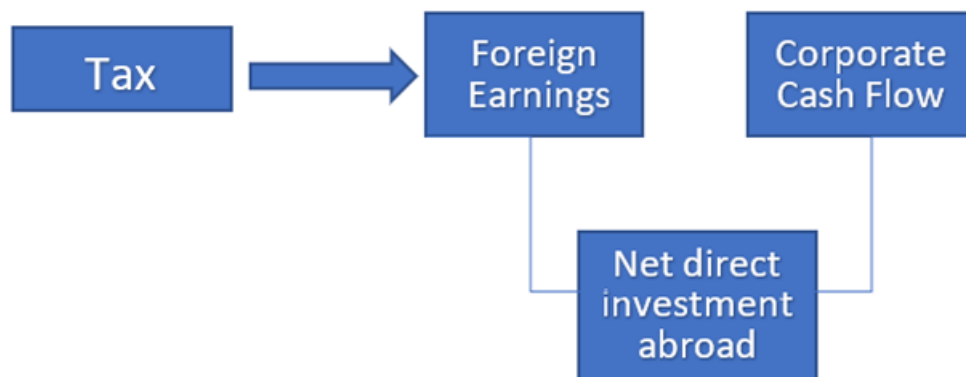 Tax
Foreign
Earnings
Corporate
Cash Flow
Net direct
investment
abroad